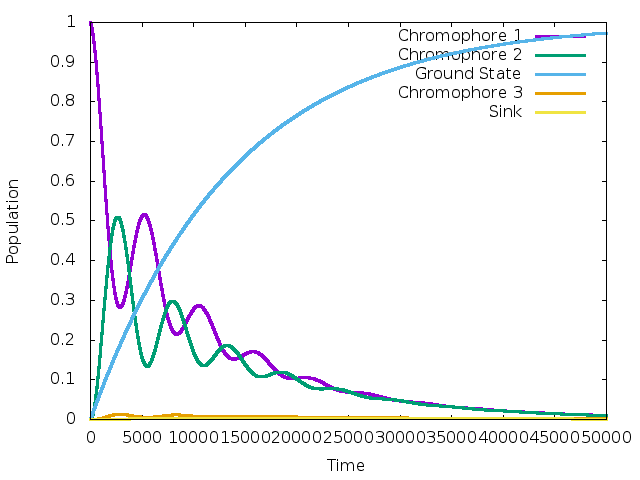 1
0.9
0.8
0.7
0.6
0.5
0.4
0.3
0.2
0.1
0
Population
Chromophore 1
Chromophore 2
Ground State
Chromophore 3
Sink
0 5000 10000 15000 20000 25000 30000 35000 40000 45000 50000
Time